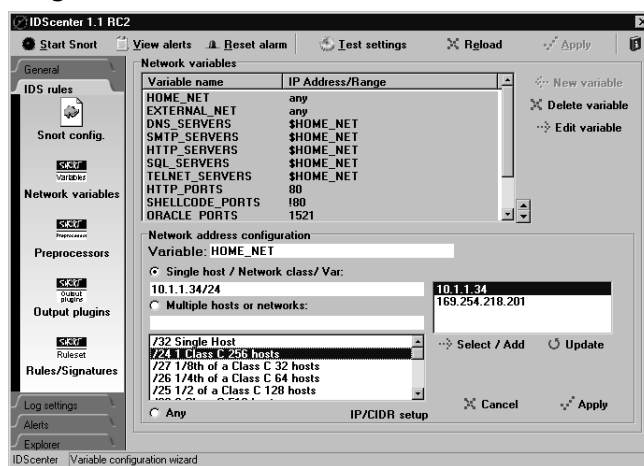 IDScenter 1.1 RC2
Start Snort View alerts Reset alarm Test settings Reload Apply
General
IDS rules
Snort config.
Variables
Network variables
Preprocessors
Output plugins
Output plugins
Ruleset
Rules/Signatures
Log settings
Alerts
Explorer
Network variables
Variable name IP Address/Range
HOME_NET any
EXTERNAL_NET any
DNS_SERVERS $HOME_NET
SMTP_SERVERS $HOME_NET
HTTP_SERVERS $HOME_NET
SQL_SERVERS $HOME_NET
TELNET_SERVERS $HOME_NET
HTTP_PORTS 80
SHELLCODE_PORTS !80
ORACLE PORTS 1521
New variable
Delete variable
Edit variable
Network address configuration
Variable: HOME_NET
Single host / Network class/ Var:
10.1.1.34/24
Multiple hosts or networks:
10.1.1.34
169.254.218.201
/32 Single Host
/24 1 Class C 256 hosts
/27 1/8th of a Class C 32 hosts
/26 1/4th of a Class C 64 hosts
/25 1/2 of a Class C 128 hosts
Select / Add Update
Cancel Apply
Any IP/CIDR setup
IDScenter Variable configuration wizard